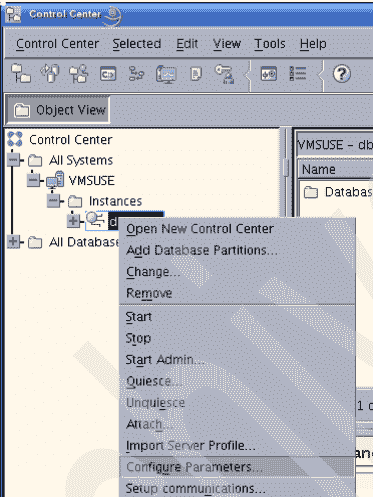 Control Center
Control Center Selected Edit View Tools Help
Object View
Control Center
All Systems
VMSUSE
Instances
All Database
VMSUSE – db
Name
Databas
Open New Control Center
Add Database Partitions...
Change...
Remove
Start
Stop
Start Admin...
Quiesce...
Unquiesce
Attach...
Import Server Profile...
Configure Parameters...
Setup communications...
1 o